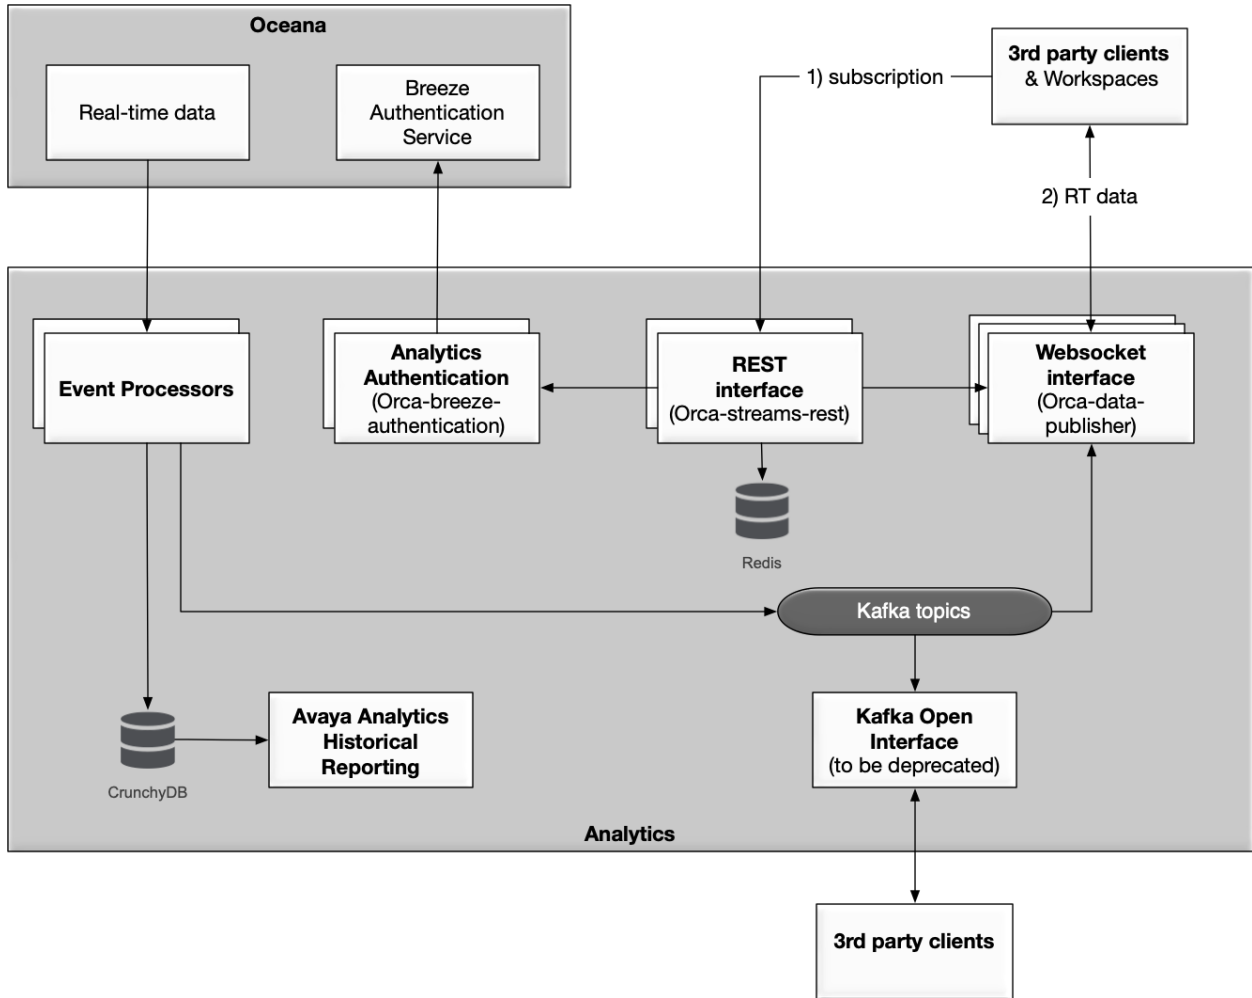 Oceana
Real-time data
Breeze
Authentication
Service
1) subscription
3rd party clients
& Workspaces
2) RT data
Event Processors
Analytics
Authentication
(Orca-breeze-
authentication)
REST
interface
(Orca-streams-rest)
Websocket
interface
(Orca-data-
publisher)
Redis
Kafka topics
CrunchyDB
Avaya Analytics
Historical
Reporting
Kafka Open
Interface
(to be deprecated)
Analytics
3rd party clients